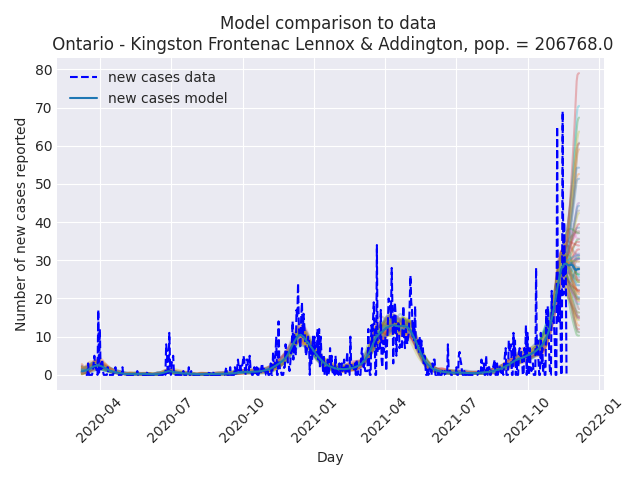 Model comparison to data
Ontario - Kingston Frontenac Lennox & Addington, pop. = 206768.0
new cases data
new cases model
Number of new cases reported
80
70
60
50
40
30
20
10
0
2020-04
2020-07
2020-10
2021-01
2021-04
2021-07
2021-10
2022-01
Day